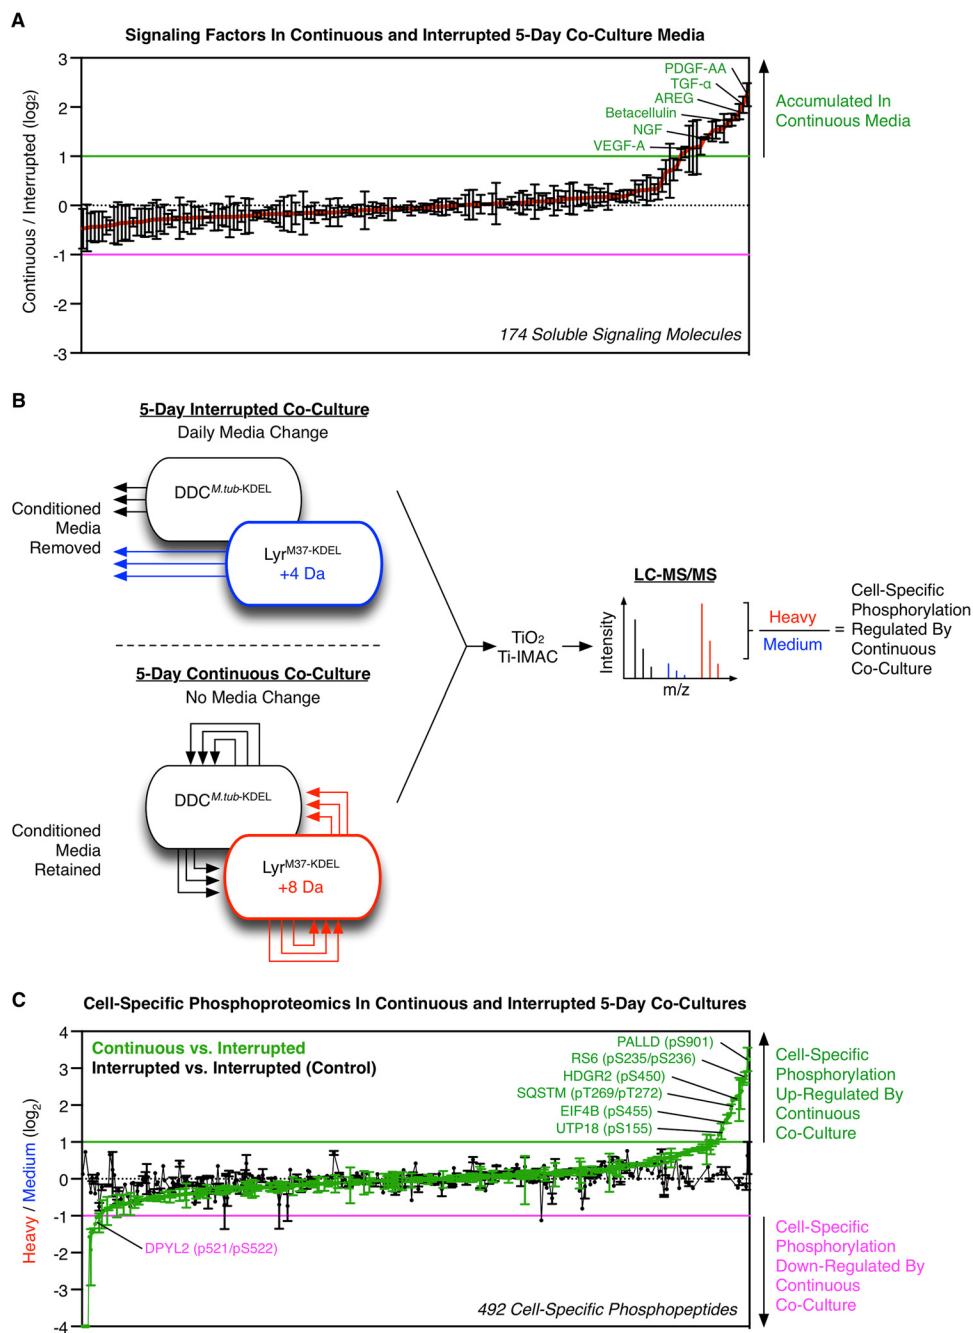 A
Signaling Factors In Continuous and Interrupted 5-Day Co-Culture Media
Continuous / Interrupted (log2)
3
2
1
0
-1
-2
-3
PDGF-AA
TGF-α
AREG
Betacellulin
NGF
VEGF-A
Accumulated In
Continuous Media
174 Soluble Signaling Molecules
B
5-Day Interrupted Co-Culture
Daily Media Change
Conditioned
Media
Removed
DDC M.tub-KDEL
Lyr M37-KDEL
+4 Da
5-Day Continuous Co-Culture
No Media Change
Conditioned
Media
Retained
DDC M.tub-KDEL
Lyr M37-KDEL
+8 Da
TiO2
Ti-IMAC
LC-MS/MS
Intensity
m/z
Heavy
Medium
=
Cell-Specific
Phosphorylation
Regulated By
Continuous
Co-Culture
C
Cell-Specific Phosphoproteomics In Continuous and Interrupted 5-Day Co-Cultures
Heavy / Medium (log2)
4
3
2
1
0
-1
-2
-3
-4
Continuous vs. Interrupted
Interrupted vs. Interrupted (Control)
PALLD (pS901)
RS6 (pS235/pS236)
HDGR2 (pS450)
SQSTM (pT269/pT272)
EIF4B (pS455)
UTP18 (pS155)
DPYL2 (p521/pS522)
492 Cell-Specific Phosphopeptides
Cell-Specific
Phosphorylation
Up-Regulated By
Continuous
Co-Culture
Cell-Specific
Phosphorylation
Down-Regulated By
Continuous
Co-Culture